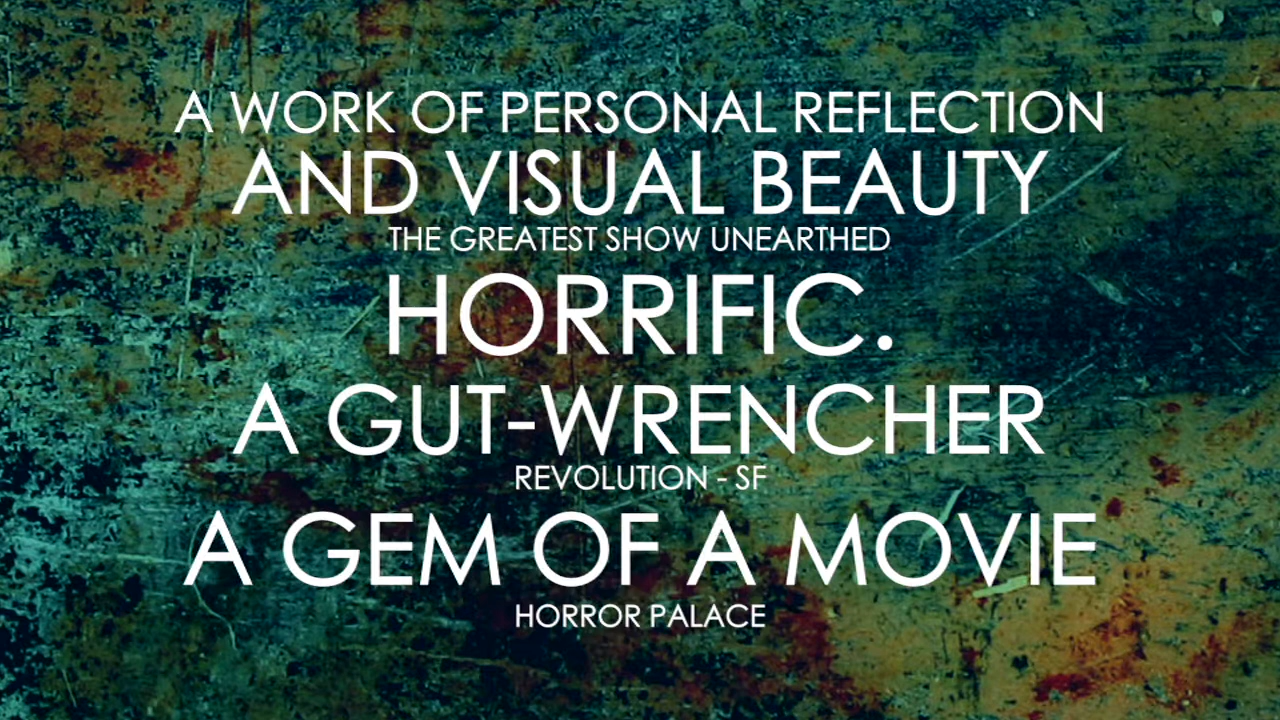 A WORK OF PERSONAL REFLECTION
AND VISUAL BEAUTY
THE GREATEST SHOW UNEARTHED
HORRIFIC.
A GUT-WRENCHER
REVOLUTION - SF
A GEM OF A MOVIE
HORROR PALACE